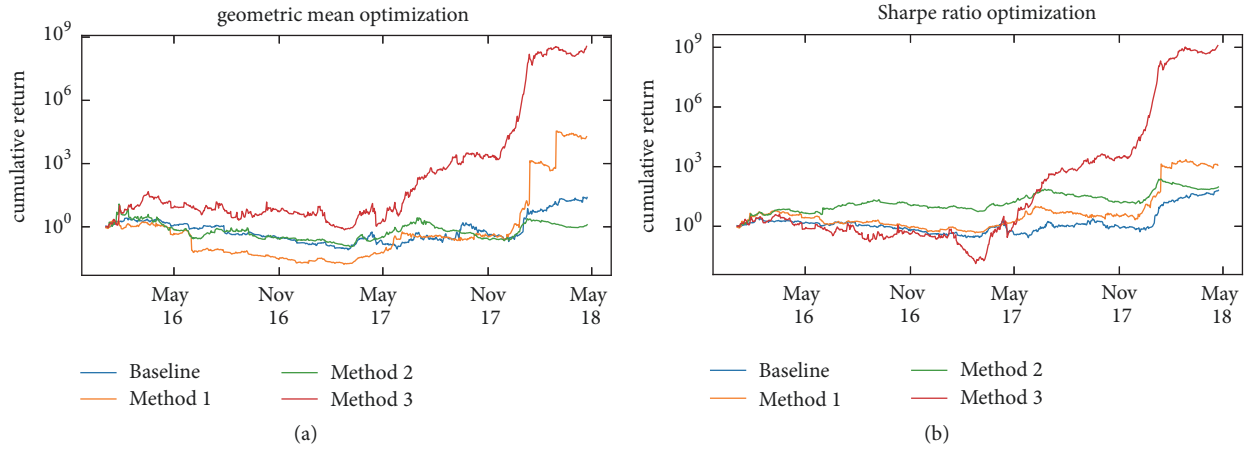 geometric mean optimization
cumulative return
10^9
10^6
10^3
10^0
May 16
Nov 16
May 17
Nov 17
May 18
Baseline
Method 1
Method 2
Method 3
(a)
Sharpe ratio optimization
cumulative return
10^9
10^6
10^3
10^0
May 16
Nov 16
May 17
Nov 17
May 18
Baseline
Method 1
Method 2
Method 3
(b)